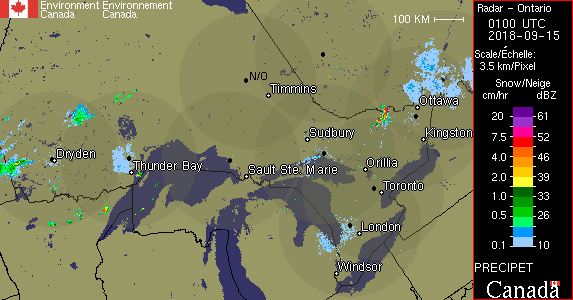 Environment Environnement
Canada Canada
100 KM
N/O
Timmins
Ottawa
Sudbury
Kingston
Dryden
Thunder Bay
Sault Ste. Marie
Orillia
Toronto
London
Windsor
Radar - Ontario
0100 UTC
2018-09-15
Scale/Échelle:
3.5 km/Pixel
Snow/Neige
cm/hr dBZ
20 61
7.5 57
5.0 52
4.0 46
2.0 39
1.0 33
0.5 26
0.1 10
PRECIPET
Canada